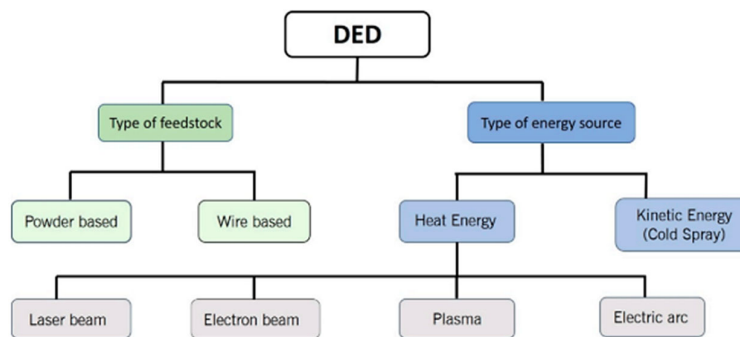 DED
Type of feedstock
Type of energy source
Powder based
Wire based
Heat Energy
Kinetic Energy
(Cold Spray)
Laser beam
Electron beam
Plasma
Electric arc